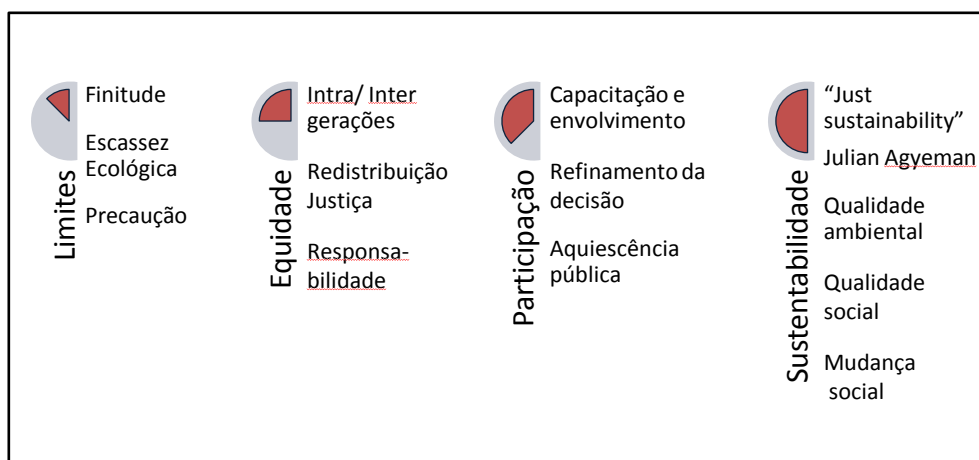 Limites
Finitude
Escassez
Ecológica
Precaução
Equidade
Intra/ Inter
gerações
Redistribuição
Justiça
Responsa-
bilidade
Participação
Capacitação e
envolvimento
Refinamento da
decisão
Aquiescência
pública
Sustentabilidade
“Just
sustainability”
Julian Agyeman
Qualidade
ambiental
Qualidade
social
Mudança
social